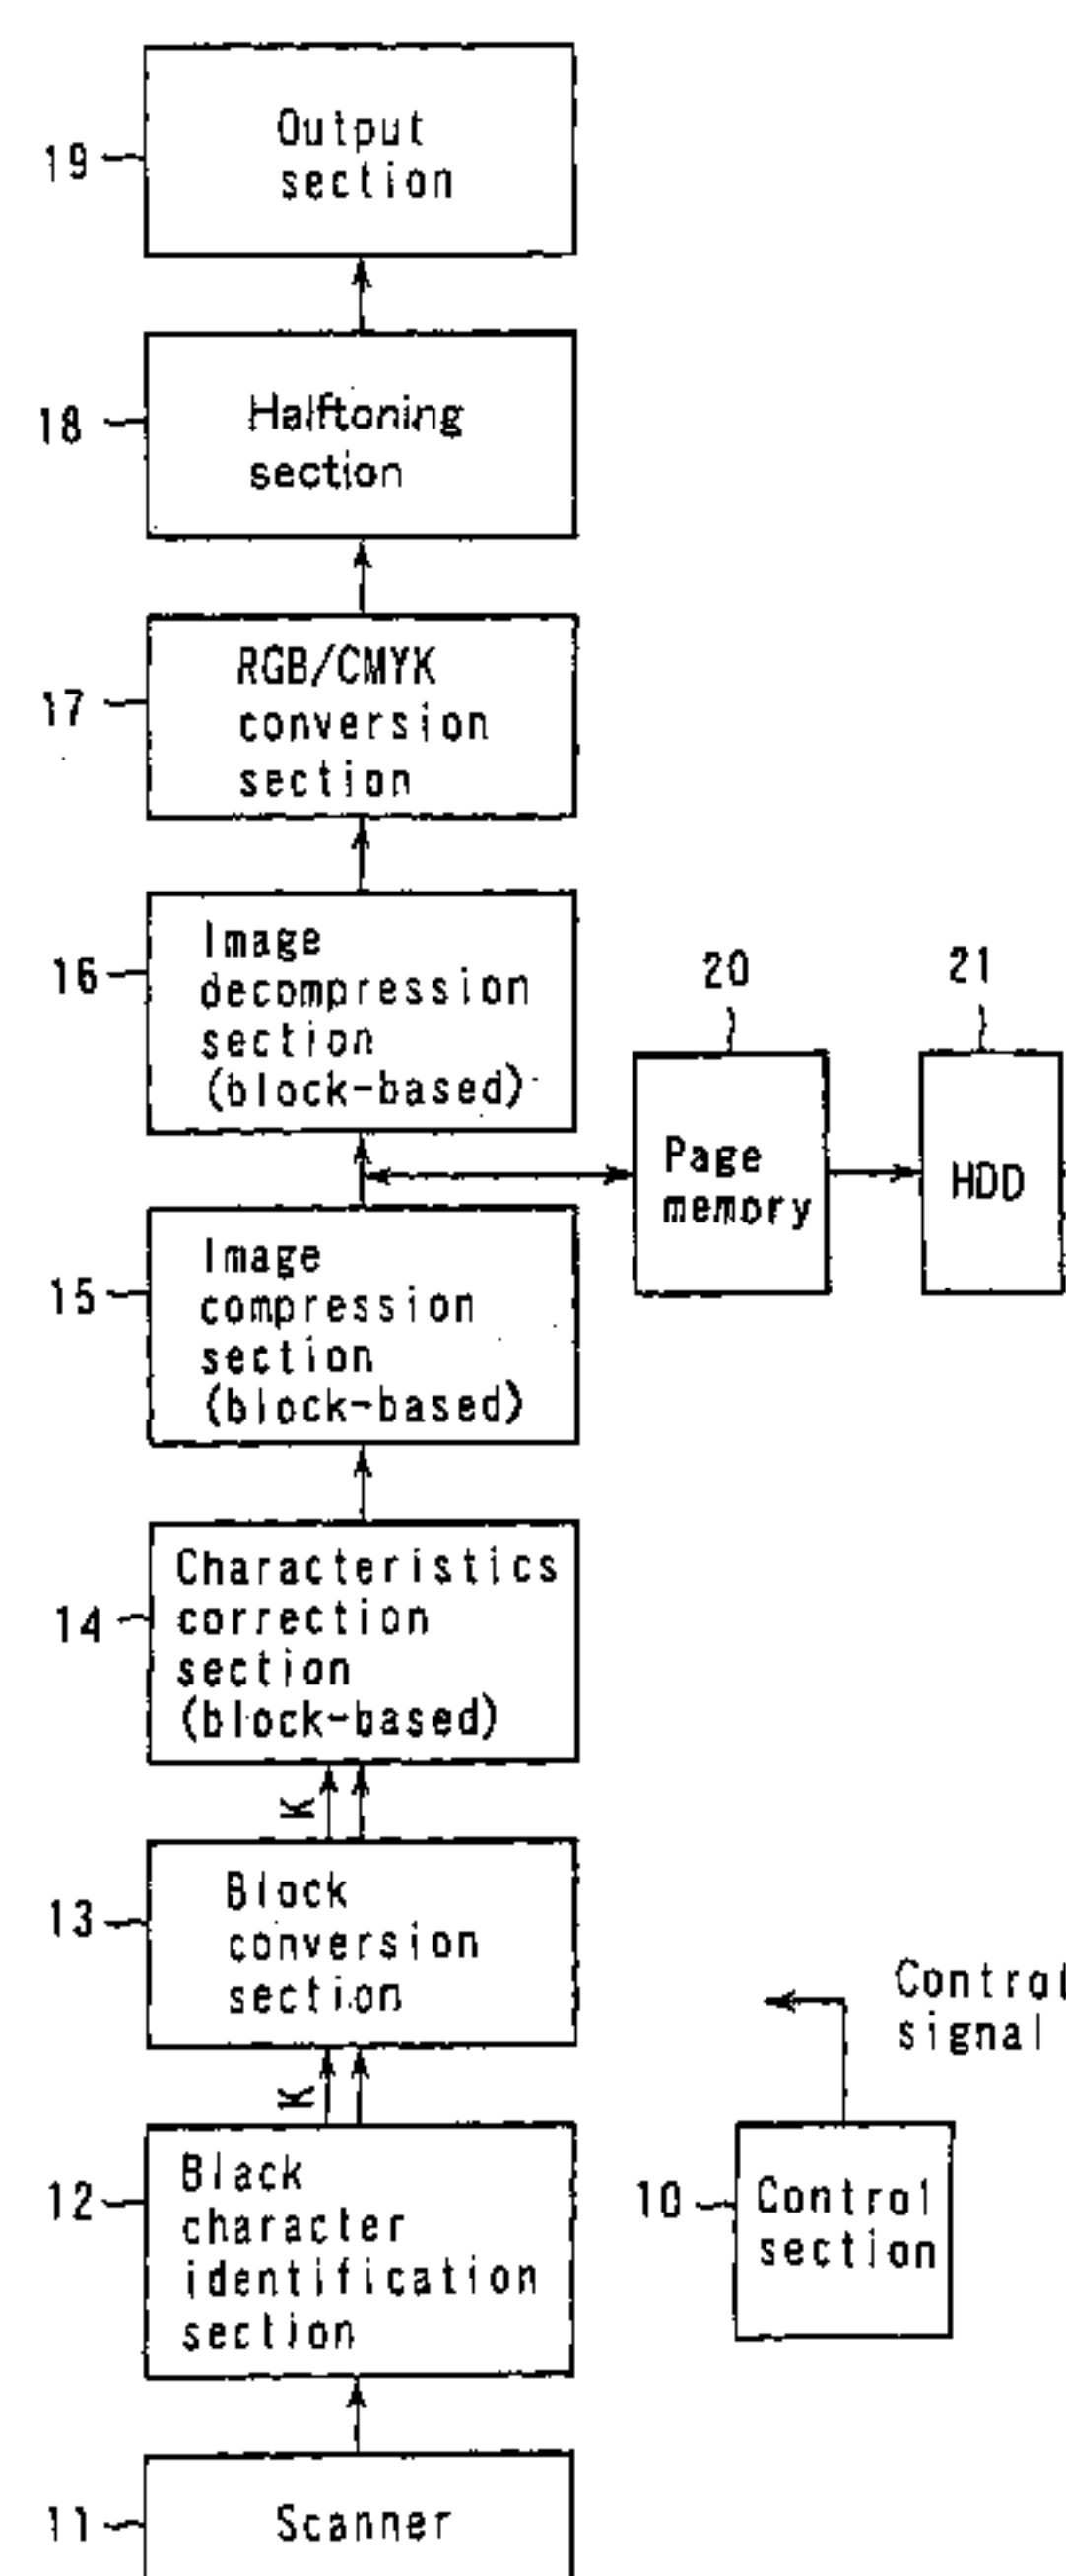 19
Output
section
18
Halftoning
section
17
RGB/CMYK
conversion
section
16
Image
decompression
section
(block-based)
20
Page
memory
21
HDD
15
Image
compression
section
(block-based)
14
Characteristics
correction
section
(block-based)
K
13
Block
conversion
section
K
12
Black
character
identification
section
Control
signal
10
Control
section
11
Scanner